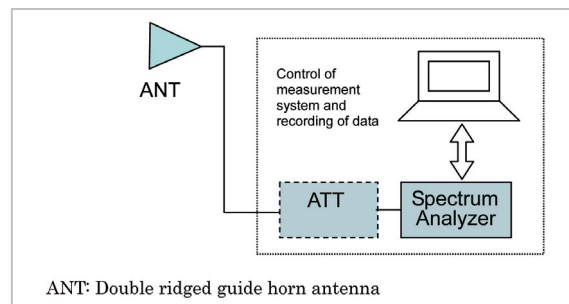 ANT
Control of
measurement
system and
recording of data
ATT
Spectrum
Analyzer
ANT: Double ridged guide horn antenna